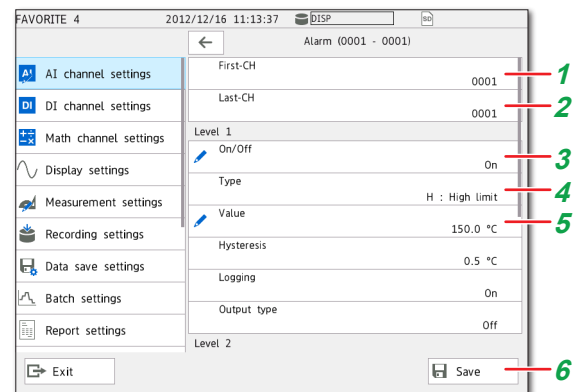 FAVORITE 4 2012/12/16 11:13:37 DISP SD
Alarm (0001 - 0001)
AI AI channel settings
DI DI channel settings
Math channel settings
Display settings
Measurement settings
Recording settings
Data save settings
Batch settings
Report settings
Exit
First-CH
0001 1
Last-CH
0001 2
Level 1
On/Off
On 3
Type
H : High limit 4
Value
150.0 °C 5
Hysteresis
0.5 °C
Logging
On
Output type
Off
Level 2
Save 6